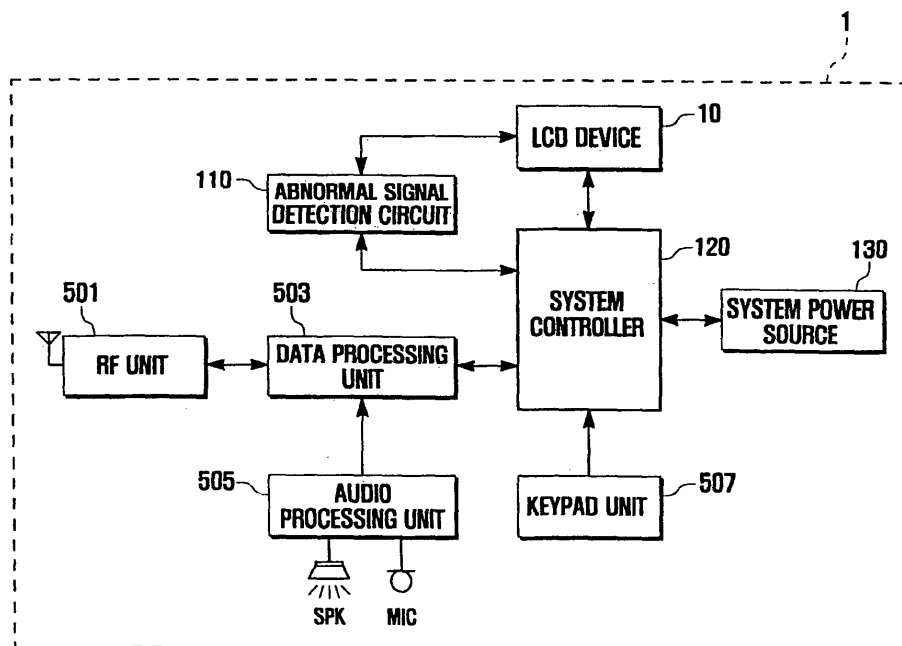 1
10
LCD DEVICE
110
ABNORMAL SIGNAL
DETECTION CIRCUIT
120
130
SYSTEM
CONTROLLER
SYSTEM POWER
SOURCE
501
503
RF UNIT
DATA PROCESSING
UNIT
505
AUDIO
PROCESSING UNIT
KEYPAD UNIT
507
SPK
MIC